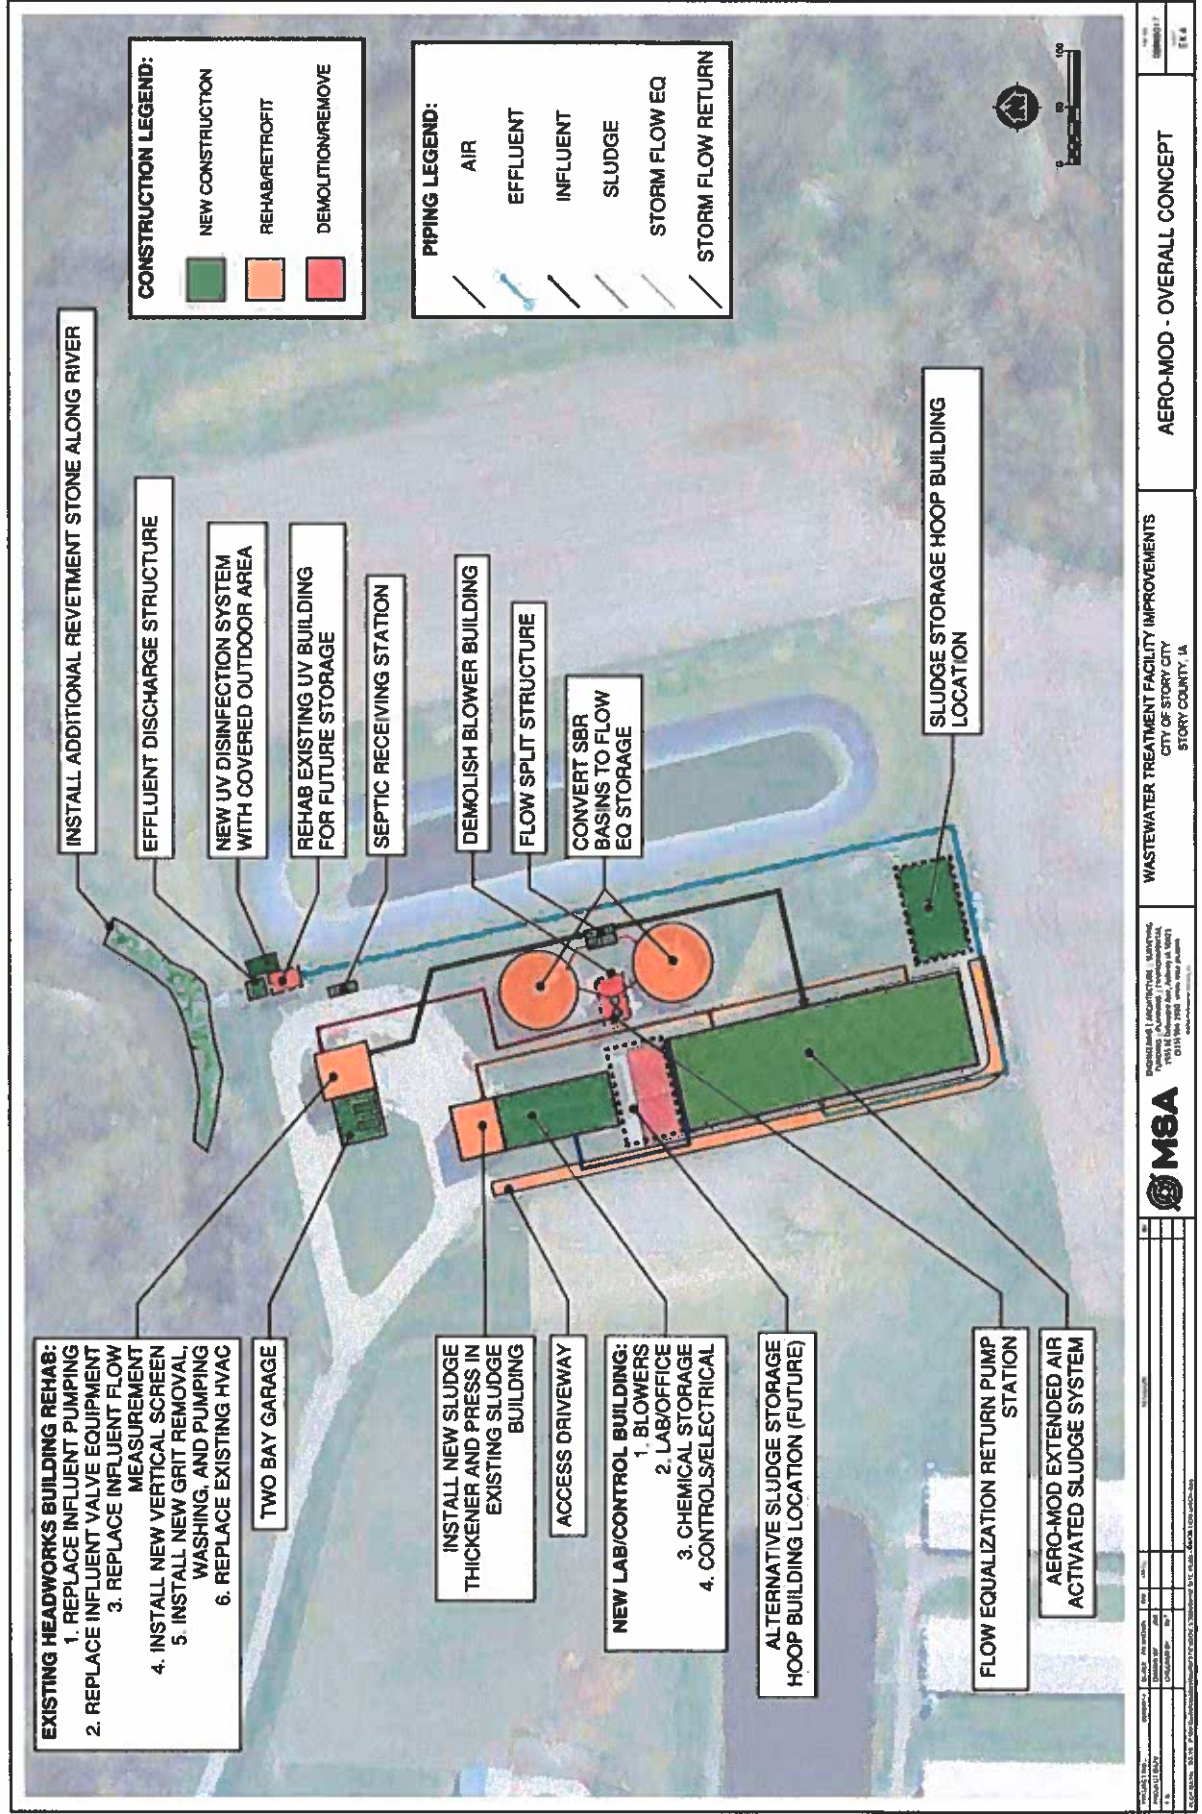 EXISTING HEADWORKS BUILDING REHAB:
1. REPLACE INFLUENT PUMPING
2. REPLACE INFLUENT VALVE EQUIPMENT
3. REPLACE INFLUENT FLOW
MEASUREMENT
4. INSTALL NEW VERTICAL SCREEN
5. INSTALL NEW GRIT REMOVAL,
WASHING, AND PUMPING
6. REPLACE EXISTING HVAC
TWO BAY GARAGE
INSTALL NEW SLUDGE
THICKENER AND PRESS IN
EXISTING SLUDGE
BUILDING
ACCESS DRIVEWAY
NEW LAB/CONTROL BUILDING:
1. BLOWERS
2. LAB/OFFICE
3. CHEMICAL STORAGE
4. CONTROLS/ELECTRICAL
ALTERNATIVE SLUDGE STORAGE
HOOP BUILDING LOCATION (FUTURE)
FLOW EQUALIZATION RETURN PUMP
STATION
AERO-MOD EXTENDED AIR
ACTIVATED SLUDGE SYSTEM
INSTALL ADDITIONAL REVETMENT STONE ALONG RIVER
EFFLUENT DISCHARGE STRUCTURE
NEW UV DISINFECTION SYSTEM
WITH COVERED OUTDOOR AREA
REHAB EXISTING UV BUILDING
FOR FUTURE STORAGE
SEPTIC RECEIVING STATION
DEMOLISH BLOWER BUILDING
FLOW SPLIT STRUCTURE
CONVERT SBR
BASINS TO FLOW
EQ STORAGE
SLUDGE STORAGE HOOP BUILDING
LOCATION
CONSTRUCTION LEGEND:
NEW CONSTRUCTION
REHAB/RETROFIT
DEMOLITION/REMOVE
PIPING LEGEND:
AIR
EFFLUENT
INFLUENT
SLUDGE
STORM FLOW EQ
STORM FLOW RETURN
0 50 100
MSA
WASTEWATER TREATMENT FACILITY IMPROVEMENTS
CITY OF STORY CITY
STORY COUNTY, IA
AERO-MOD - OVERALL CONCEPT